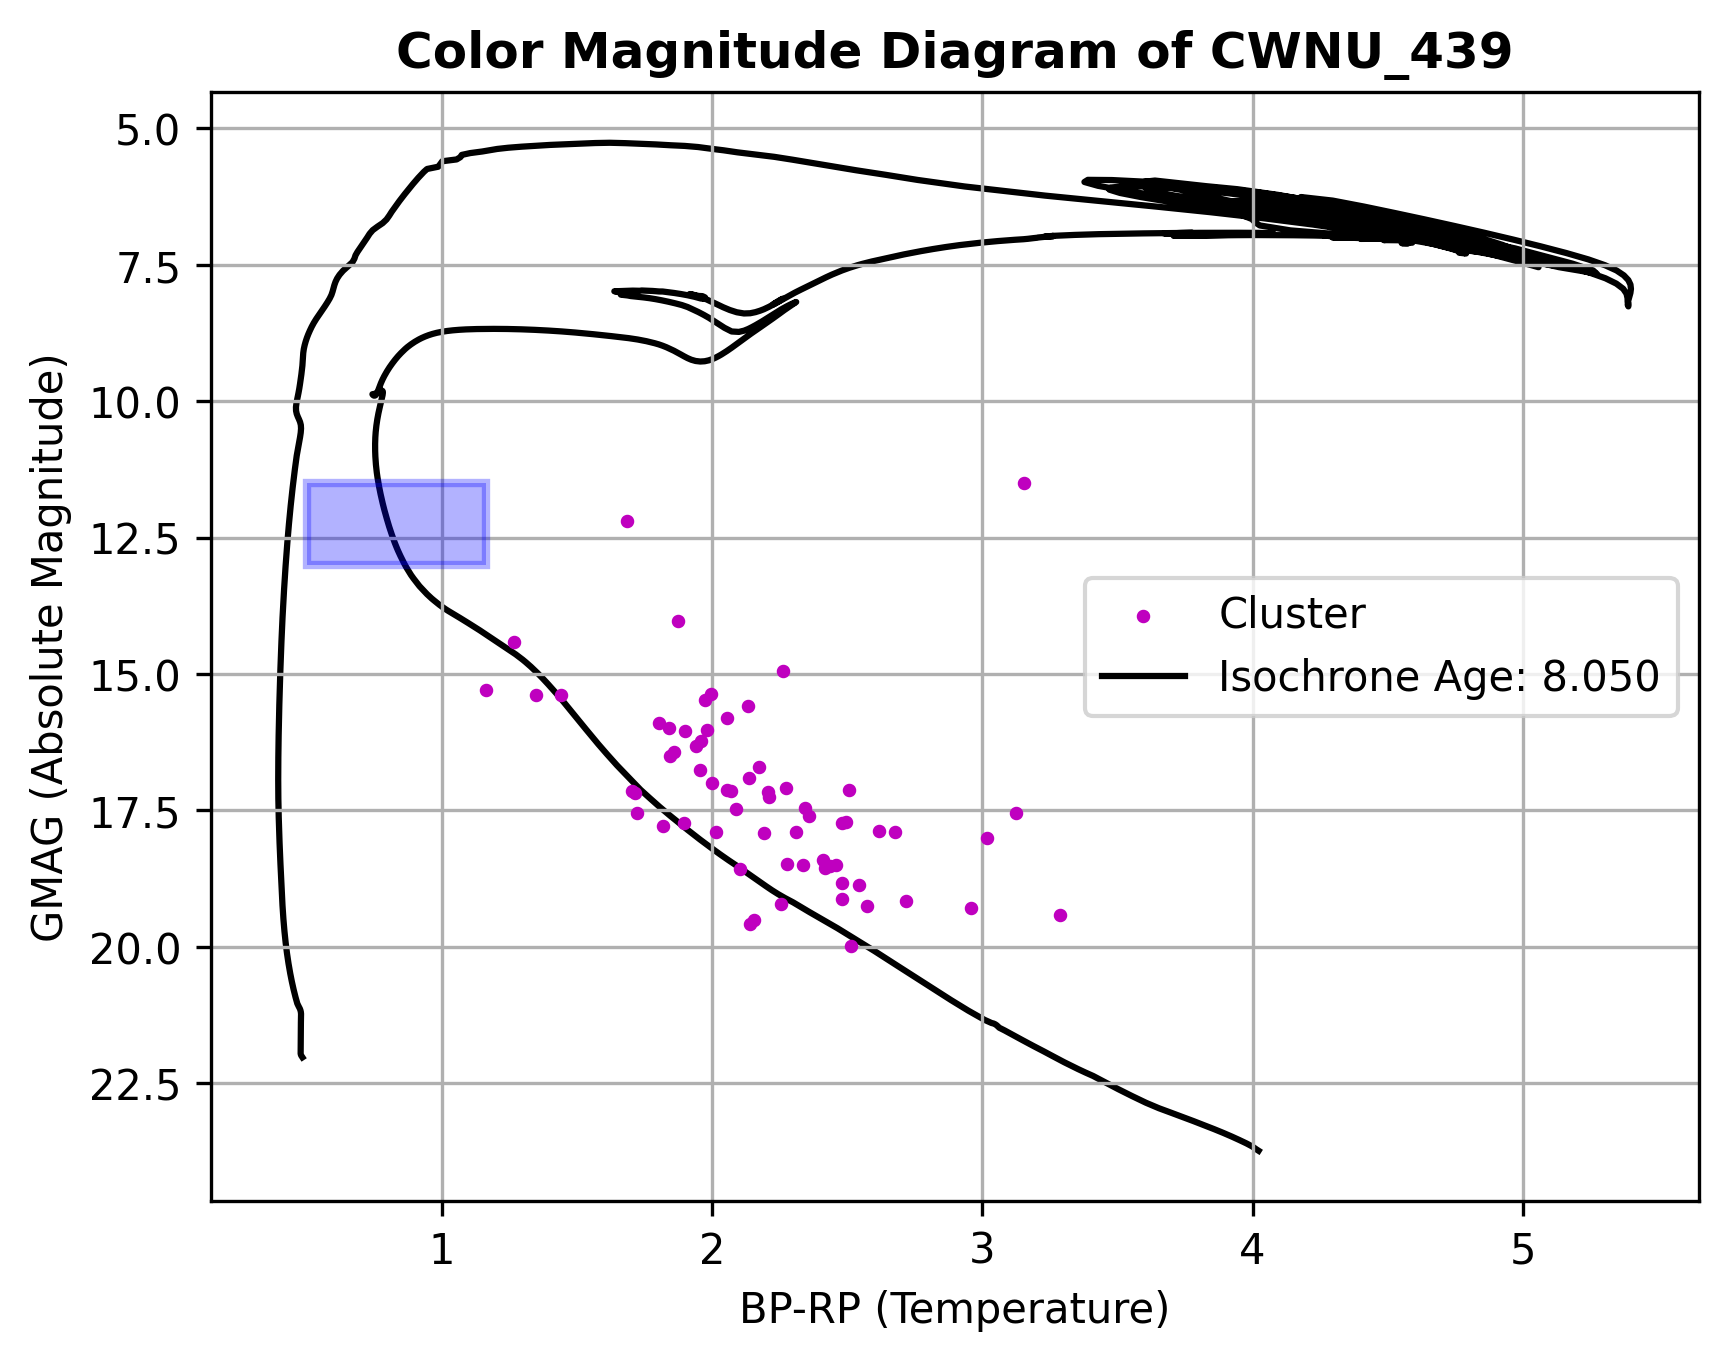 Color Magnitude Diagram of CWNU_439
GMAG (Absolute Magnitude)
5.0
7.5
10.0
12.5
15.0
17.5
20.0
22.5
Cluster
Isochrone Age: 8.050
1 2 3 4 5
BP-RP (Temperature)